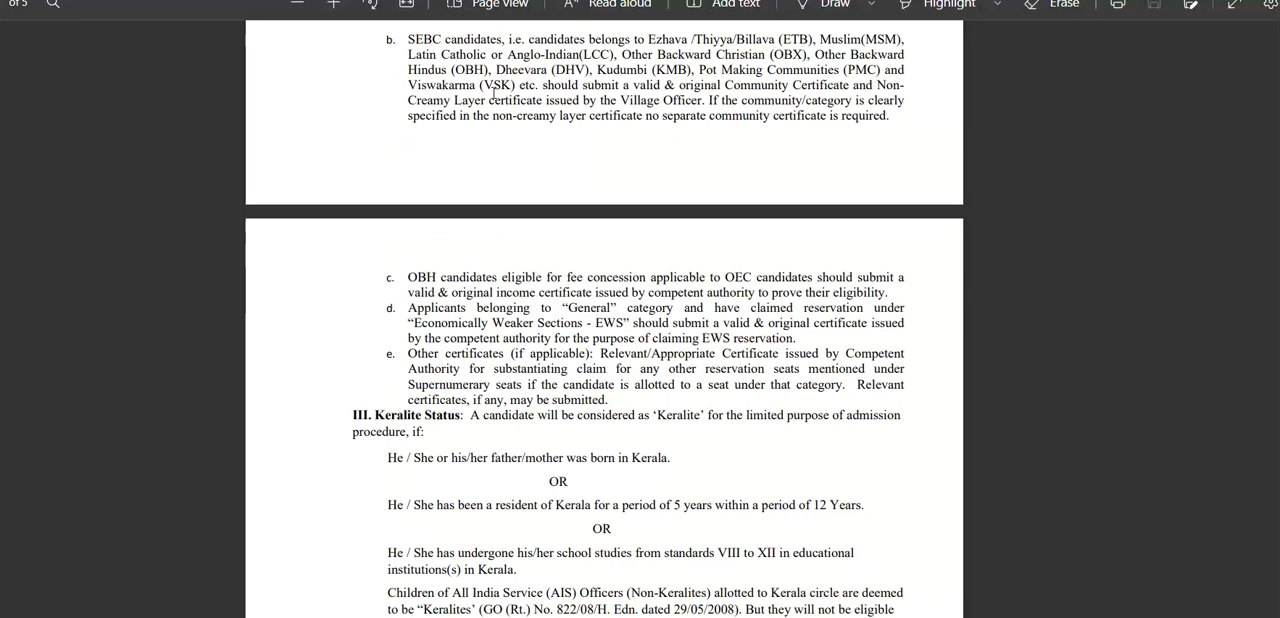 of 5
Page view
Read aloud
Add text
Draw
Highlight
Erase
b. SEBC candidates, i.e. candidates belongs to Ezhava /Thiyya/Billava (ETB), Muslim(MSM),
Latin Catholic or Anglo-Indian(LCC), Other Backward Christian (OBX), Other Backward
Hindus (OBH), Dheevara (DHV), Kudumbi (KMB), Pot Making Communities (PMC) and
Viswakarma (VSK) etc. should submit a valid & original Community Certificate and Non-
Creamy Layer certificate issued by the Village Officer. If the community/category is clearly
specified in the non-creamy layer certificate no separate community certificate is required.
c. OBH candidates eligible for fee concession applicable to OEC candidates should submit a
valid & original income certificate issued by competent authority to prove their eligibility.
d. Applicants belonging to “General” category and have claimed reservation under
“Economically Weaker Sections - EWS” should submit a valid & original certificate issued
by the competent authority for the purpose of claiming EWS reservation.
e. Other certificates (if applicable): Relevant/Appropriate Certificate issued by Competent
Authority for substantiating claim for any other reservation seats mentioned under
Supernumerary seats if the candidate is allotted to a seat under that category. Relevant
certificates, if any, may be submitted.
III. Keralite Status: A candidate will be considered as ‘Keralite’ for the limited purpose of admission
procedure, if:
He / She or his/her father/mother was born in Kerala.
OR
He / She has been a resident of Kerala for a period of 5 years within a period of 12 Years.
OR
He / She has undergone his/her school studies from standards VIII to XII in educational
institutions(s) in Kerala.
Children of All India Service (AIS) Officers (Non-Keralites) allotted to Kerala circle are deemed
to be “Keralites’ (GO (Rt.) No. 822/08/H. Edn. dated 29/05/2008). But they will not be eligible